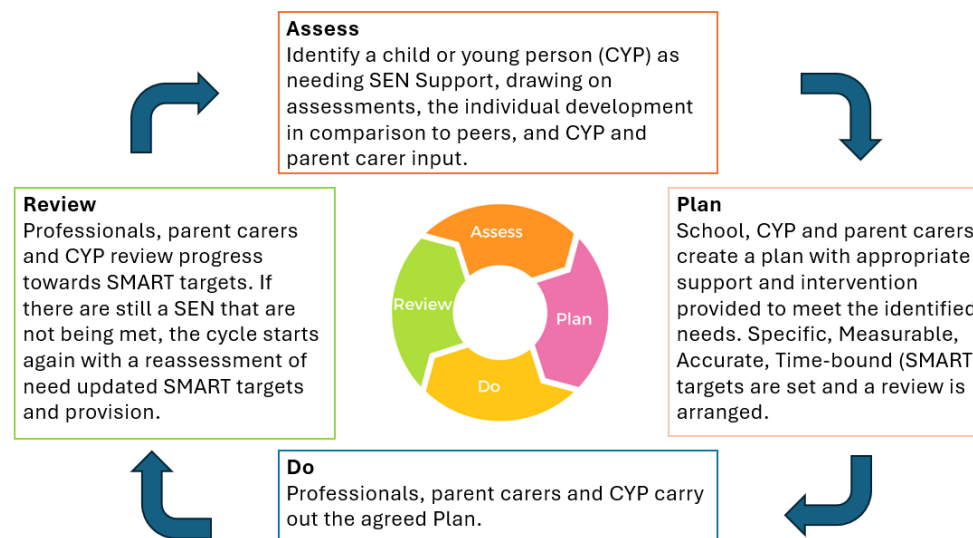 Assess
Identify a child or young person (CYP) as
needing SEN Support, drawing on
assessments, the individual development
in comparison to peers, and CYP and
parent carer input.
Review
Professionals, parent carers
and CYP review progress
towards SMART targets. If
there are still a SEN that are
not being met, the cycle starts
again with a reassessment of
need updated SMART targets
and provision.
Assess
Review
Plan
Do
Plan
School, CYP and parent carers
create a plan with appropriate
support and intervention
provided to meet the identified
needs. Specific, Measurable,
Accurate, Time-bound (SMART
targets are set and a review is
arranged.
Do
Professionals, parent carers and CYP carry
out the agreed Plan.